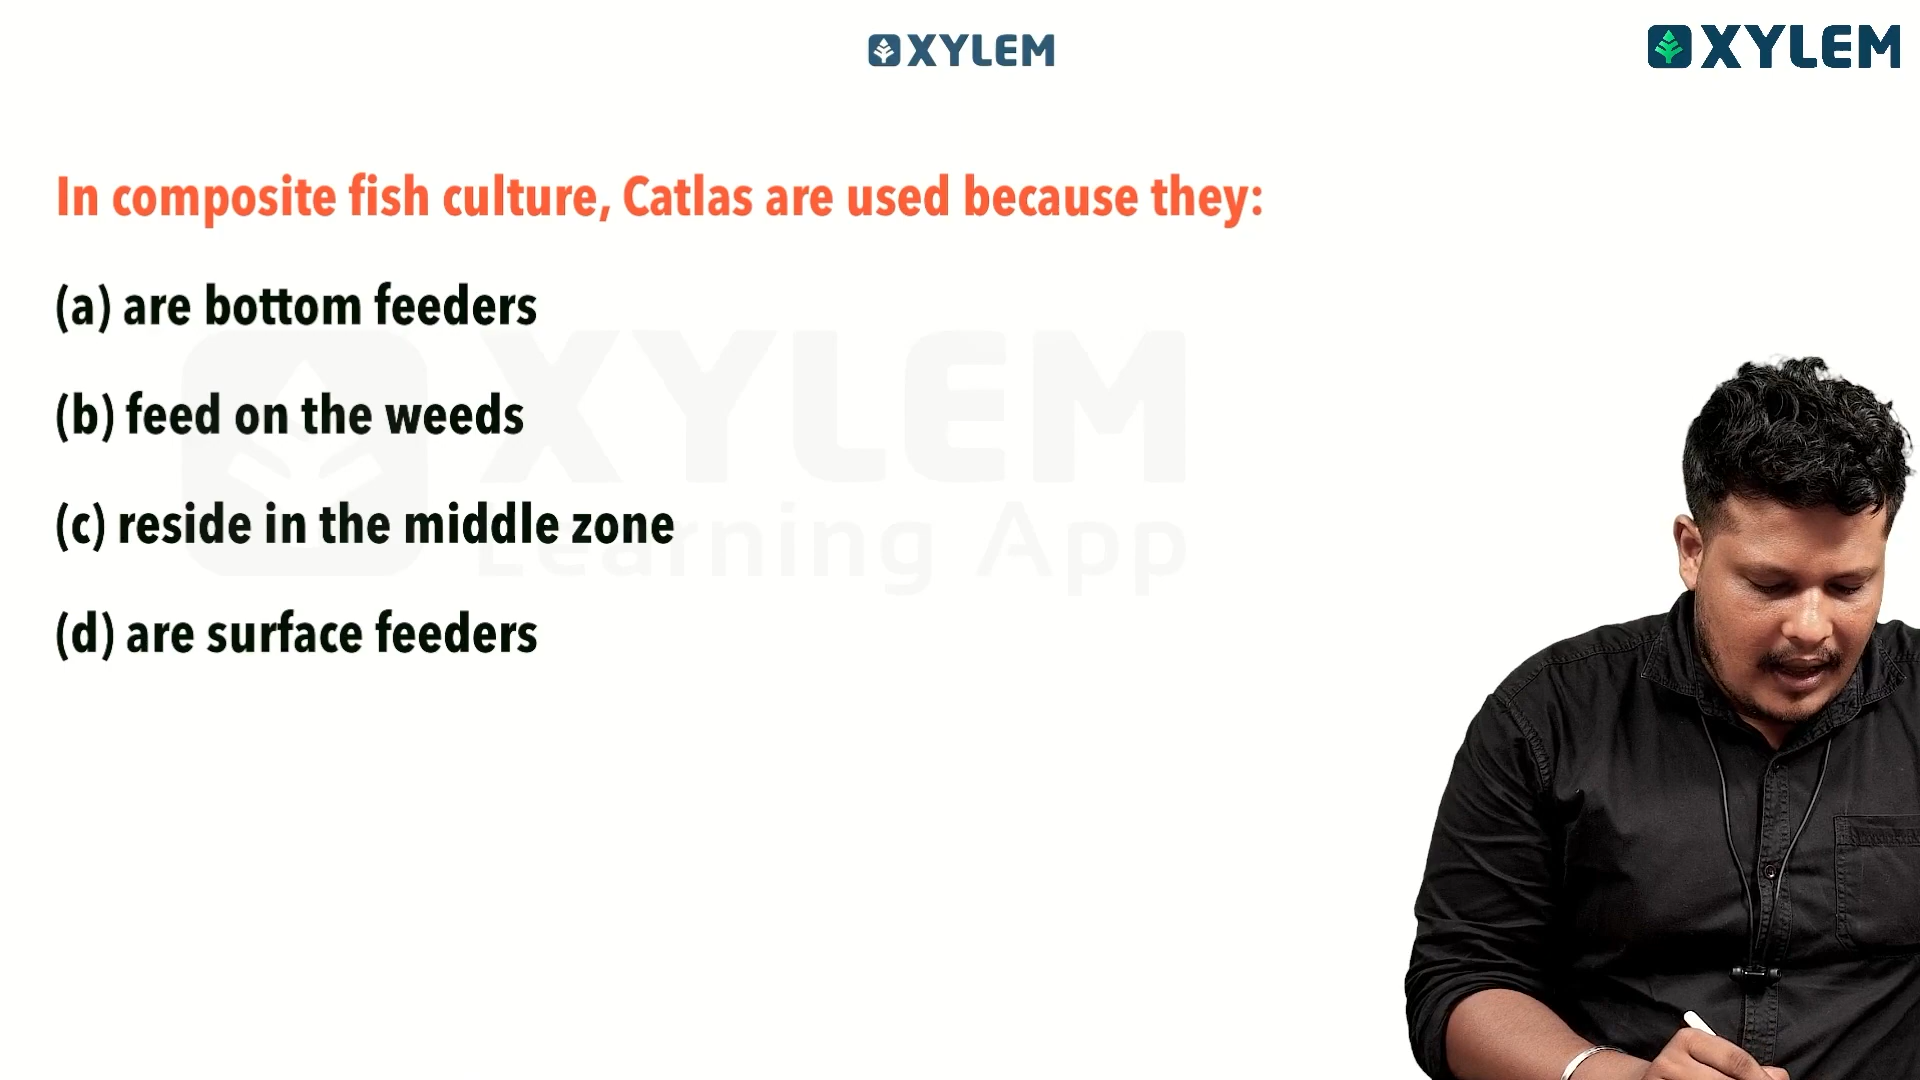 XYLEM
XYLEM
In composite fish culture, Catlas are used because they:
(a) are bottom feeders
(b) feed on the weeds
(c) reside in the middle zone
(d) are surface feeders
XYLEM
Learning App